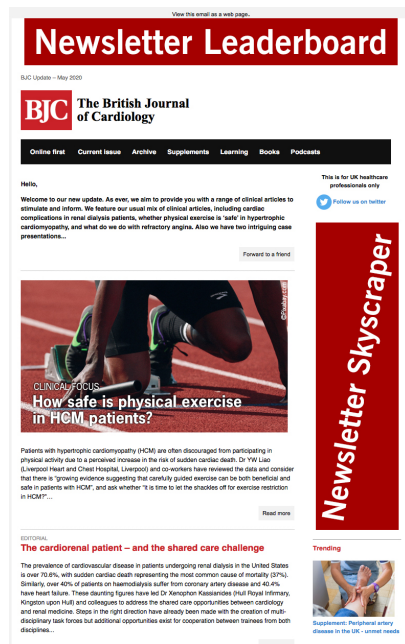 View this email as a web page..
Newsletter Leaderboard
BJC Update – May 2020
BJC
The British Journal
of Cardiology
Online first Current Issue Archive Supplements Learning Books Podcasts
Hello,
Welcome to our new update. As ever, we aim to provide you with a range of clinical articles to
stimulate and inform. We feature our usual mix of clinical articles, including cardiac
complications in renal dialysis patients, whether physical exercise is 'safe' in hypertrophic
cardiomyopathy, and what do we do with refractory angina. Also we have two intriguing case
presentations...
Forward to a friend
This is for UK healthcare
professionals only
Follow us on twitter
Newsletter Skyscraper
©Pixabay.com
CLINICAL FOCUS
How safe is physical exercise
in HCM patients?
Patients with hypertrophic cardiomyopathy (HCM) are often discouraged from participating in
physical activity due to a perceived increase in the risk of sudden cardiac death. Dr YW Liao
(Liverpool Heart and Chest Hospital, Liverpool) and co-workers have reviewed the data and consider
that there is "growing evidence suggesting that carefully guided exercise can be both beneficial and
safe in patients with HCM", and ask whether "it is time to let the shackles off for exercise restriction
in HCM?"...
Read more
EDITORIAL
The cardiorenal patient – and the shared care challenge
The prevalence of cardiovascular disease in patients undergoing renal dialysis in the United States
is over 70.6%, with sudden cardiac death representing the most common cause of mortality (37%).
Similarly, over 40% of patients on haemodialysis suffer from coronary artery disease and 40.4%
have heart failure. These daunting figures have led Dr Xenophon Kassianides (Hull Royal Infirmary,
Kingston upon Hull) and colleagues to address the shared care opportunities between cardiology
and renal medicine. Steps in the right direction have already been made with the creation of multi-
disciplinary task forces but additional opportunities exist for cooperation between trainees from both
disciplines...
Trending
Supplement: Peripheral artery
disease in the UK - unmet needs